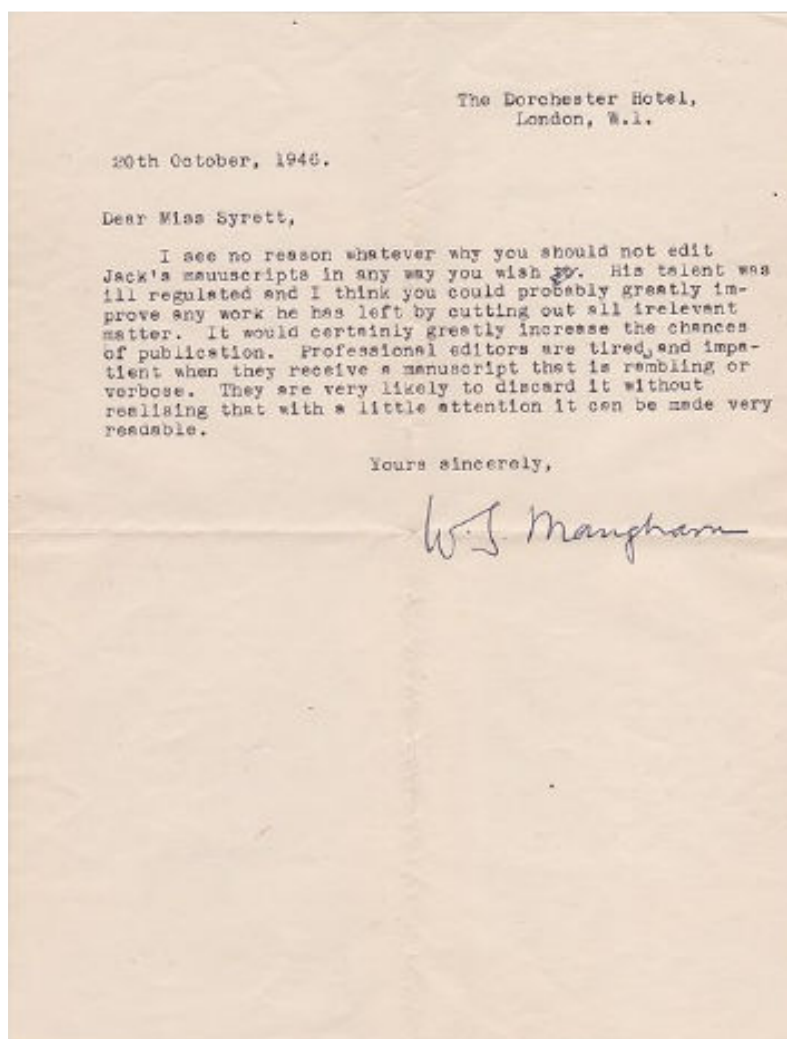 The Dorchester Hotel,
London, W.1.
20th October, 1946.
Dear Miss Syrett,
I see no reason whatever why you should not edit
Jack's mauuscripts in any way you wish . His talent was
ill regulated and I think you could probably greatly im-
prove any work he has left by cutting out all irelevant
matter. It would certainly greatly increase the chances
of publication. Professional editors are tired, and impa-
tient when they receive a manuscript that is rembling or
verbose. They are very likely to discard it without
realising that with a little attention it can be made very
readable.
Yours sincerely,
W.S. Maugham